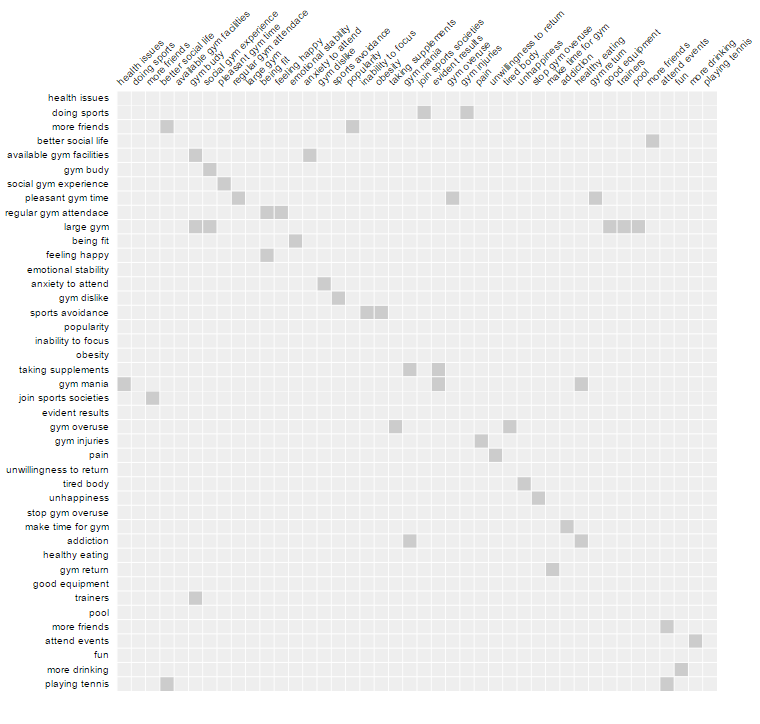 health issues
doing sports
more friends
better social life
available gym facilities
gym budy
social gym experience
pleasant gym time
regular gym attendace
large gym
being fit
feeling happy
emotional stability
anxiety to attend
gym dislike
sports avoidance
popularity
inability to focus
obesity
taking supplements
gym mania
join sports societies
evident results
gym overuse
gym injuries
pain
unwillingness to return
tired body
unhappiness
stop gym overuse
make time for gym
addiction
healthy eating
gym return
good equipment
trainers
pool
more friends
attend events
fun
more drinking
playing tennis
health issues
doing sports
more friends
better social life
available gym facilities
gym budy
social gym experience
pleasant gym time
regular gym attendace
large gym
being fit
feeling happy
emotional stability
anxiety to attend
gym dislike
sports avoidance
popularity
inability to focus
obesity
taking supplements
gym mania
join sports societies
evident results
gym overuse
gym injuries
pain
unwillingness to return
tired body
unhappiness
stop gym overuse
make time for gym
addiction
healthy eating
gym return
good equipment
trainers
pool
more friends
attend events
fun
more drinking
playing tennis